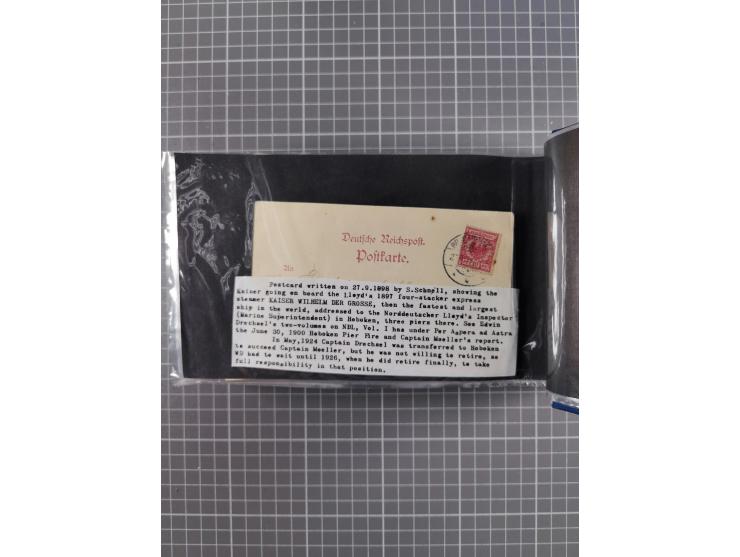 Deutsche Reichspost.
Postkarte.
An
Postcard written on 27.9.1898 by S.Schnell, showing the
Kaiser going on board the Lloyd's 1897 four-stacker express
steamer KAISER WILHELM DER GROSSE, then the fastest and largest
ship in the world, addressed to the Norddeutscher Lloyd's Inspector
(Marine Superintendent) in Hoboken, three piers there. See Edwin
Drechsel's two-volumes on NDL, Vol. I has under Per Aspera ad Astra
the June 30, 1900 Hoboken Pier Fire and Captain Moeller's report.
In May,1924 Captain Drechsel was transferred to Hoboken
to succeed Captain Moeller, but he was not willing to retire, so
WD had to wait until 1926, when he did retire finally, to take
full responsibility in that position.